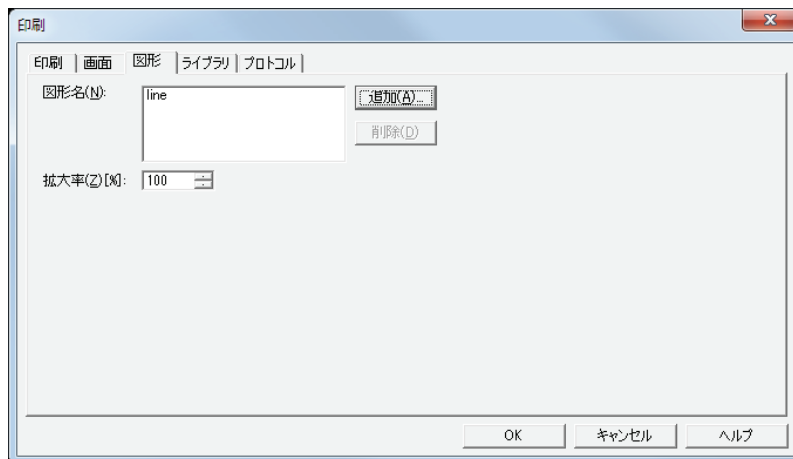 印刷
印刷 画面 図形 ライブラリ プロトコル
図形名(N): line 追加(A)...
削除(D)
拡大率(Z)[%]: 100
OK キャンセル ヘルプ